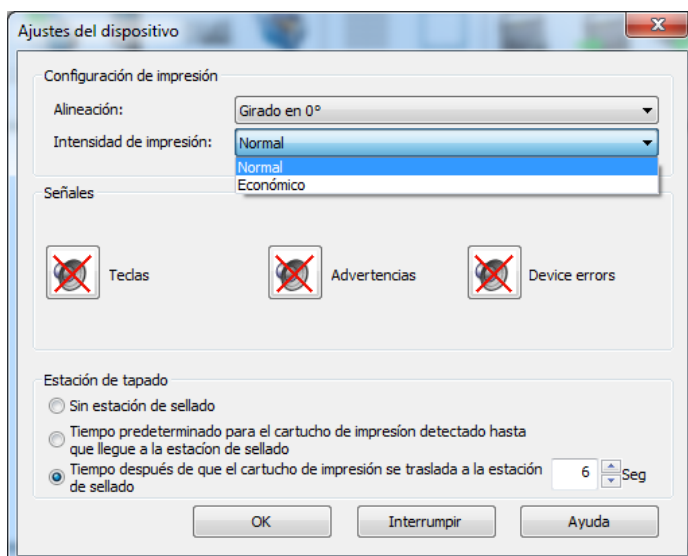 Ajustes del dispositivo
Configuración de impresión
Alineación: Girado en 0°
Intensidad de impresión: Normal
Normal
Económico
Señales
Teclas Advertencias Device errors
Estación de tapado
Sin estación de sellado
Tiempo predeterminado para el cartucho de impresíon detectado hasta
que llegue a la estacíon de sellado
Tiempo después de que el cartucho de impresión se traslada a la estación
de sellado
6 Seg
OK Interrumpir Ayuda